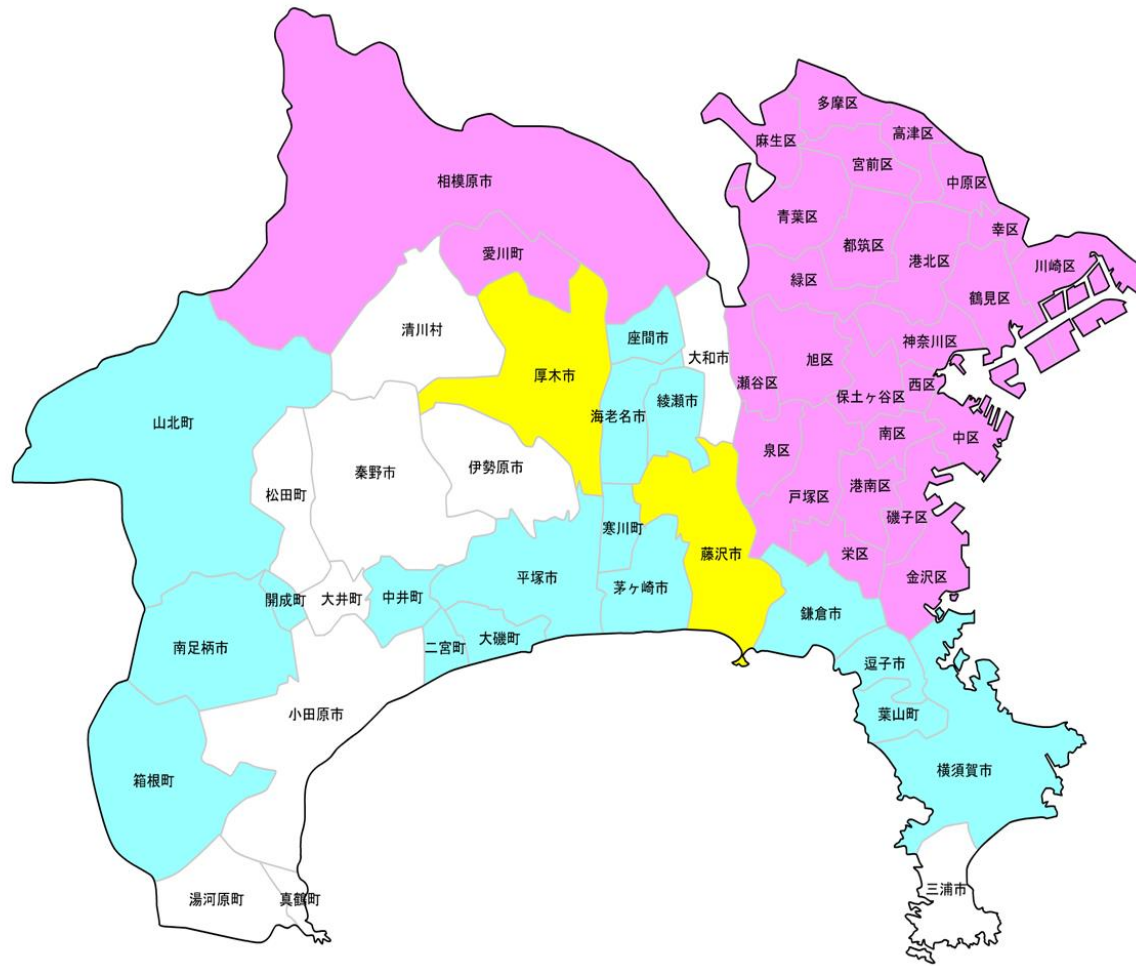 多摩区
高津区
麻生区
宮前区
中原区
相模原市
青葉区
幸区
都筑区
愛川町
港北区
川崎区
緑区
鶴見区
清川村
座間市
神奈川区
大和市
旭区
厚木市
瀬谷区
西区
保土ヶ谷区
綾瀬市
海老名市
山北町
南区
中区
泉区
秦野市
伊勢原市
港南区
松田町
戸塚区
磯子区
寒川町
藤沢市
栄区
平塚市
金沢区
茅ヶ崎市
開成町
大井町
中井町
鎌倉市
大磯町
南足柄市
二宮町
逗子市
小田原市
葉山町
横須賀市
箱根町
三浦市
湯河原町
真鶴町